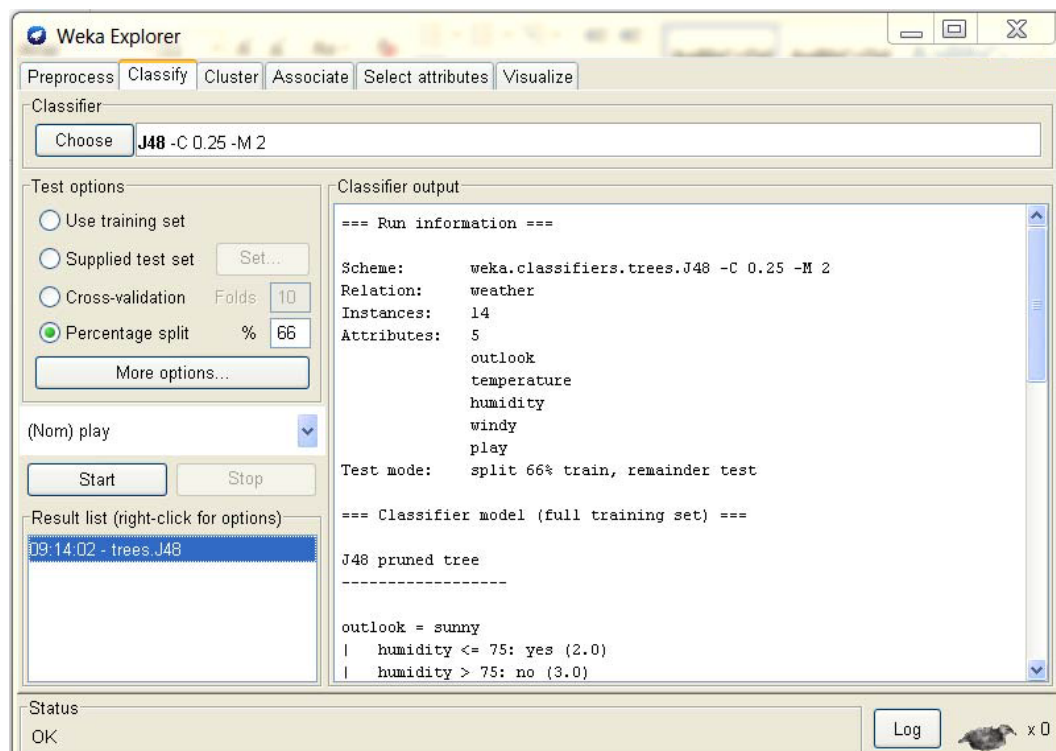 Weka Explorer
Preprocess Classify Cluster Associate Select attributes Visualize
Classifier
Choose J48 -C 0.25 -M 2
Test options
Use training set
Supplied test set Set...
Cross-validation Folds 10
Percentage split % 66
More options...
(Nom) play
Start Stop
Result list (right-click for options)
09:14:02 - trees.J48
Classifier output
=== Run information ===
Scheme: weka.classifiers.trees.J48 -C 0.25 -M 2
Relation: weather
Instances: 14
Attributes: 5
outlook
temperature
humidity
windy
play
Test mode: split 66% train, remainder test
=== Classifier model (full training set) ===
J48 pruned tree
------------------
outlook = sunny
|   humidity <= 75: yes (2.0)
|   humidity > 75: no (3.0)
Status
OK
Log x 0